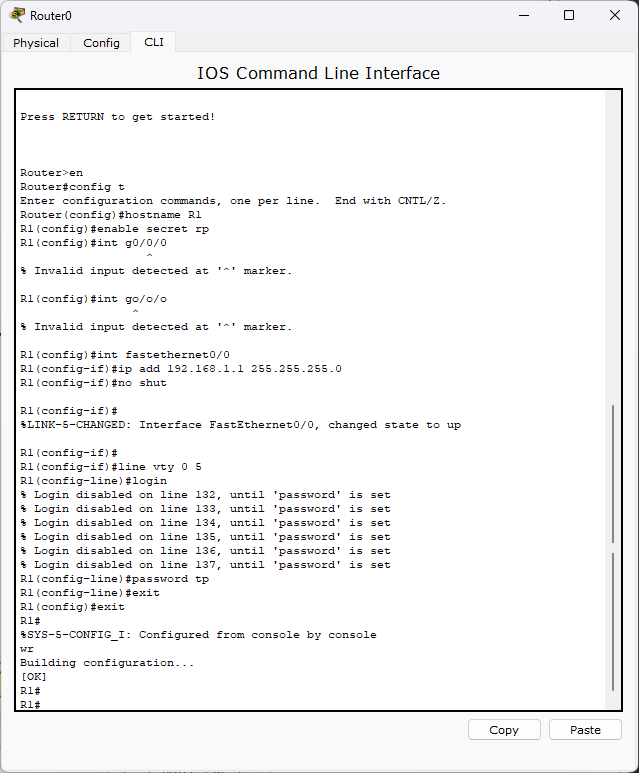 Router0
Physical Config CLI
IOS Command Line Interface
Press RETURN to get started!
Router>en
Router#config t
Enter configuration commands, one per line.  End with CNTL/Z.
Router(config)#hostname R1
R1(config)#enable secret rp
R1(config)#int g0/0/0
^
% Invalid input detected at '^' marker.
R1(config)#int go/o/o
^
% Invalid input detected at '^' marker.
R1(config)#int fastethernet0/0
R1(config-if)#ip add 192.168.1.1 255.255.255.0
R1(config-if)#no shut
R1(config-if)#
%LINK-5-CHANGED: Interface FastEthernet0/0, changed state to up
R1(config-if)#
R1(config-if)#line vty 0 5
R1(config-line)#login
% Login disabled on line 132, until 'password' is set
% Login disabled on line 133, until 'password' is set
% Login disabled on line 134, until 'password' is set
% Login disabled on line 135, until 'password' is set
% Login disabled on line 136, until 'password' is set
% Login disabled on line 137, until 'password' is set
R1(config-line)#password tp
R1(config-line)#exit
R1(config)#exit
R1#
%SYS-5-CONFIG_I: Configured from console by console
wr
Building configuration...
[OK]
R1#
R1#
Copy Paste